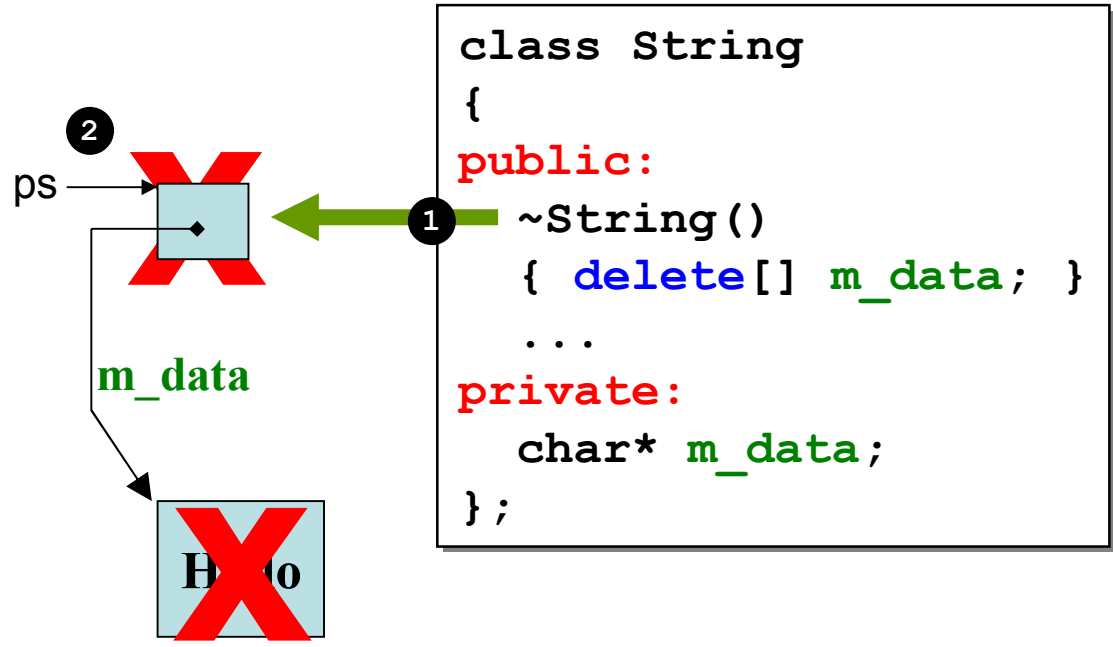 2
ps
m_data
1
class String
{
public:
~String()
{ delete[] m_data; }
...
private:
char* m_data;
};